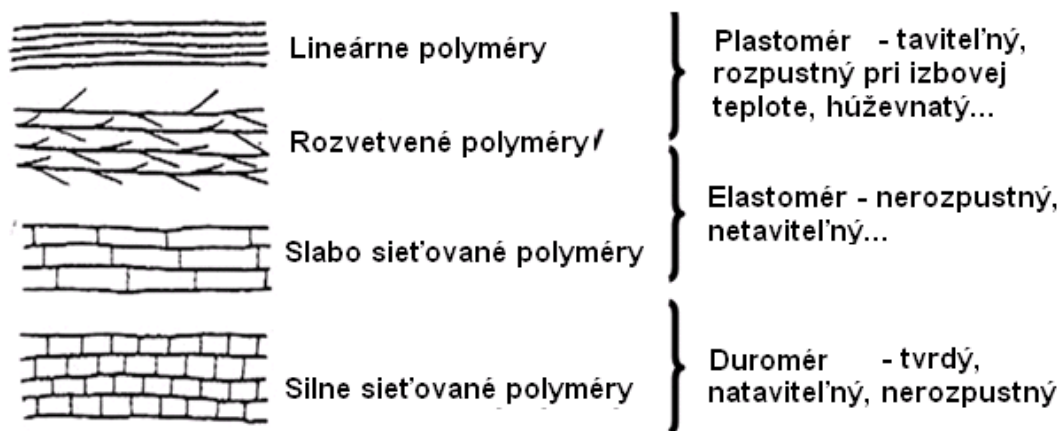 Lineárne polyméry
Rozvetvené polyméry
Slabo sieťované polyméry
Silne sieťované polyméry
Plastomér - taviteľný,
rozpustný pri izbovej
teplote, húževnatý...
Elastomér - nerozpustný,
netaviteľný...
Duromér - tvrdý,
nataviteľný, nerozpustný